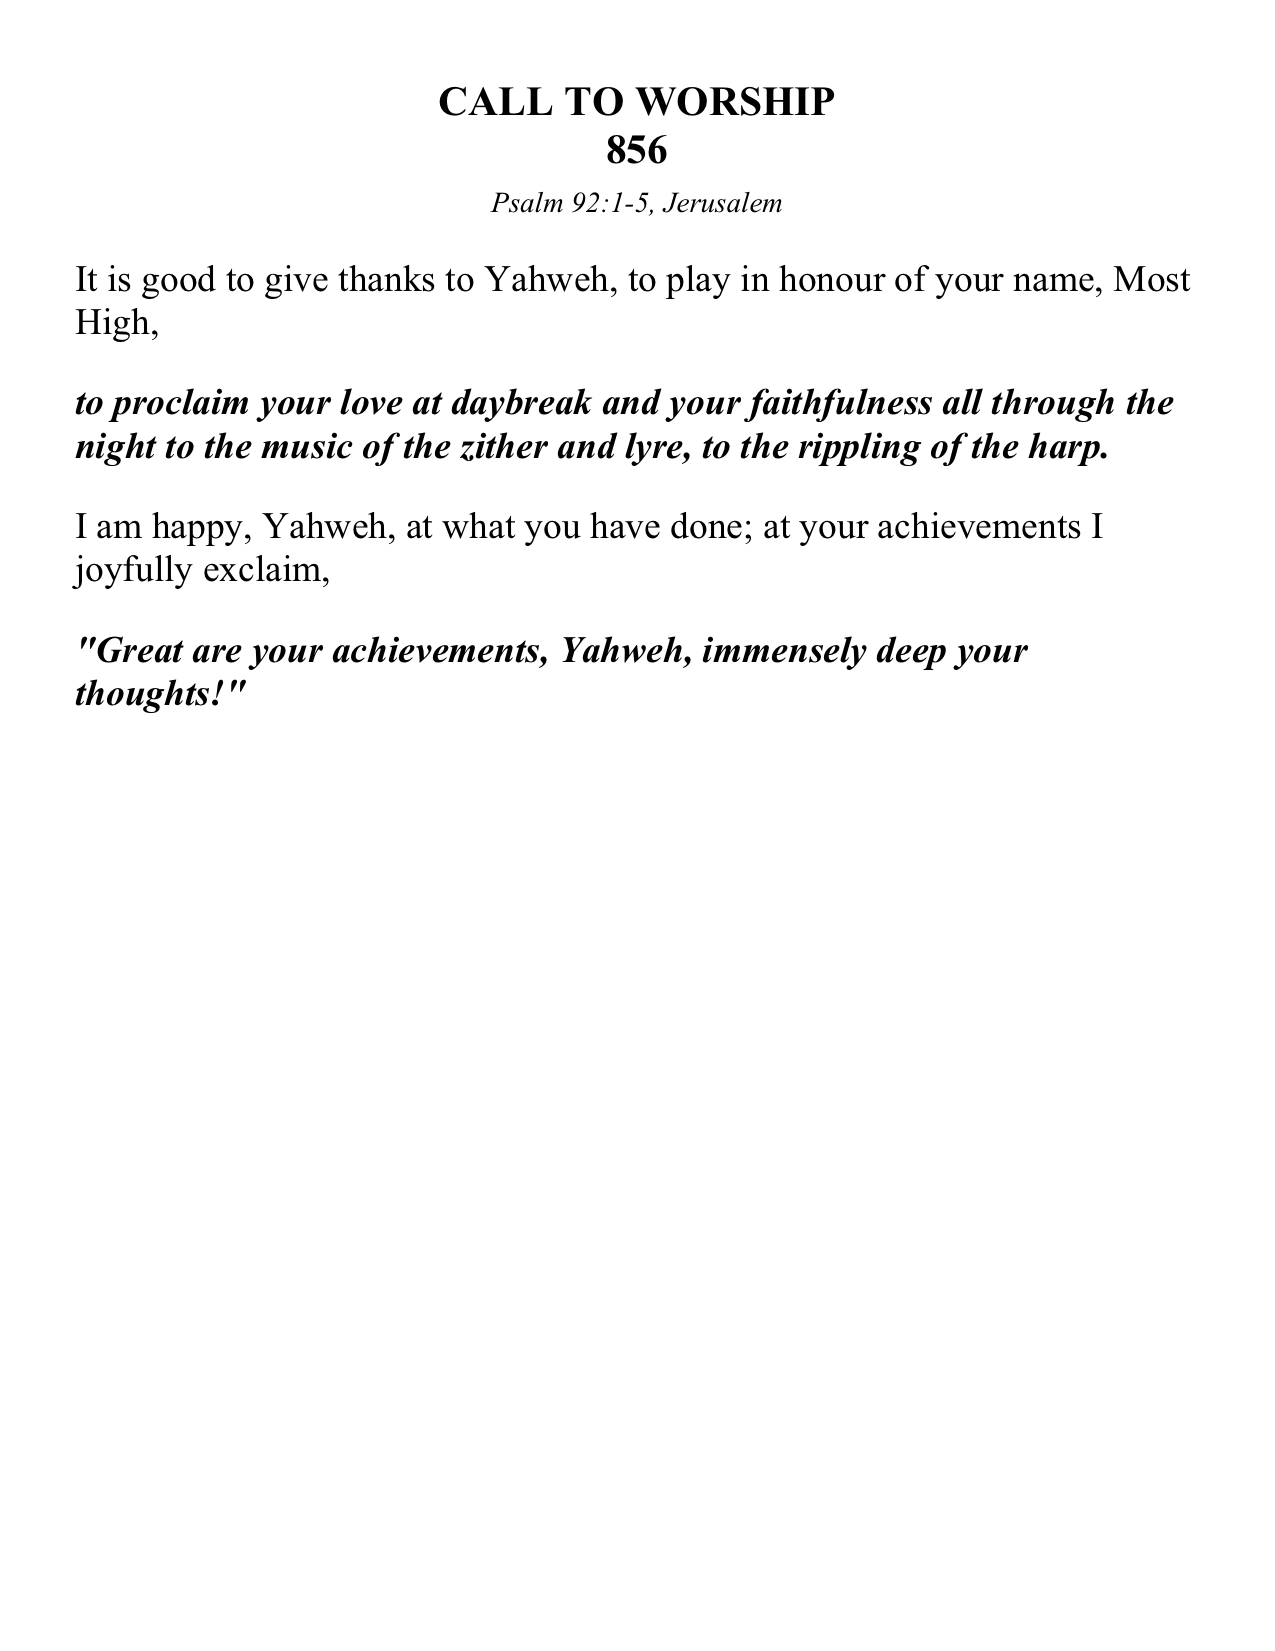 CALL TO WORSHIP
856
Psalm 92:1-5, Jerusalem
It is good to give thanks to Yahweh, to play in honour of your name, Most
High,
to proclaim your love at daybreak and your faithfulness all through the
night to the music of the zither and lyre, to the rippling of the harp.
I am happy, Yahweh, at what you have done; at your achievements I
joyfully exclaim,
"Great are your achievements, Yahweh, immensely deep your
thoughts!"